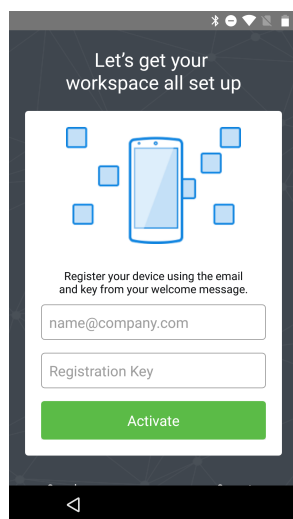 Let's get your
workspace all set up
Register your device using the email
and key from your welcome message.
name@company.com
Registration Key
Activate